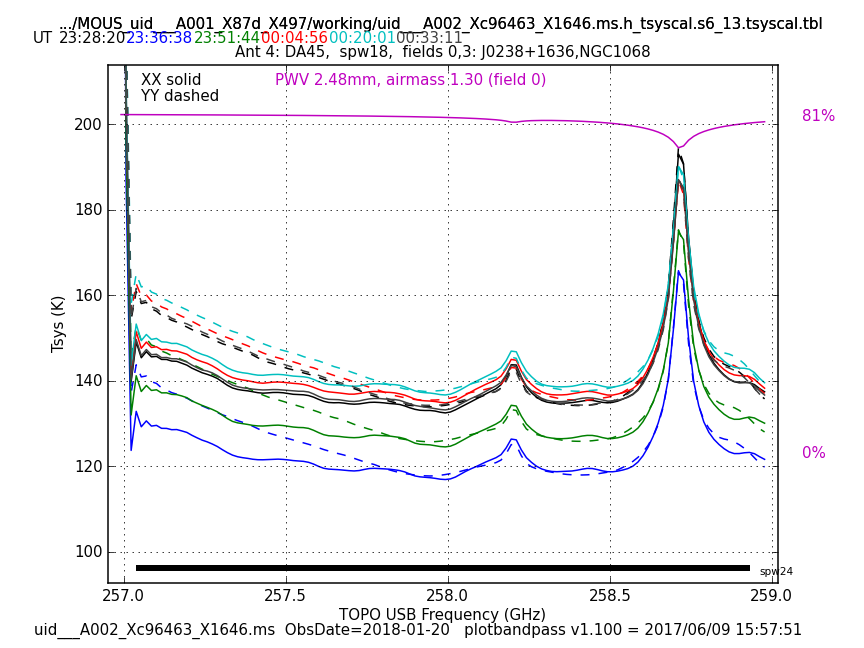 .../MOUS_uid___A001_X87d_X497/working/uid___A002_Xc96463_X1646.ms.h_tsyscal.s6_13.tsyscal.tbl
UT 23:28:20 23:36:38 23:51:44 00:04:56 00:20:01 00:33:11
Ant 4: DA45,  spw18,  fields 0,3: J0238+1636,NGC1068
XX solid
PWV 2.48mm, airmass 1.30 (field 0)
YY dashed
81%
200
180
160
140
120
100
0%
Tsys (K)
spw24
257.0 257.5 258.0 258.5 259.0
TOPO USB Frequency (GHz)
uid___A002_Xc96463_X1646.ms  ObsDate=2018-01-20   plotbandpass v1.100 = 2017/06/09 15:57:51